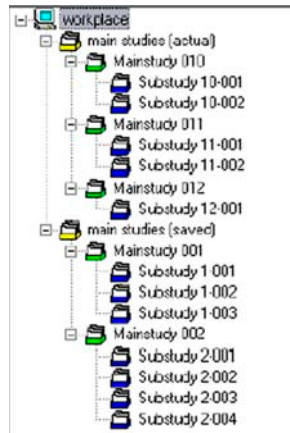 workplace
main studies (actual)
Mainstudy 010
Substudy 10-001
Substudy 10-002
Mainstudy 011
Substudy 11-001
Substudy 11-002
Mainstudy 012
Substudy 12-001
main studies (saved)
Mainstudy 001
Substudy 1-001
Substudy 1-002
Substudy 1-003
Mainstudy 002
Substudy 2-001
Substudy 2-002
Substudy 2-003
Substudy 2-004